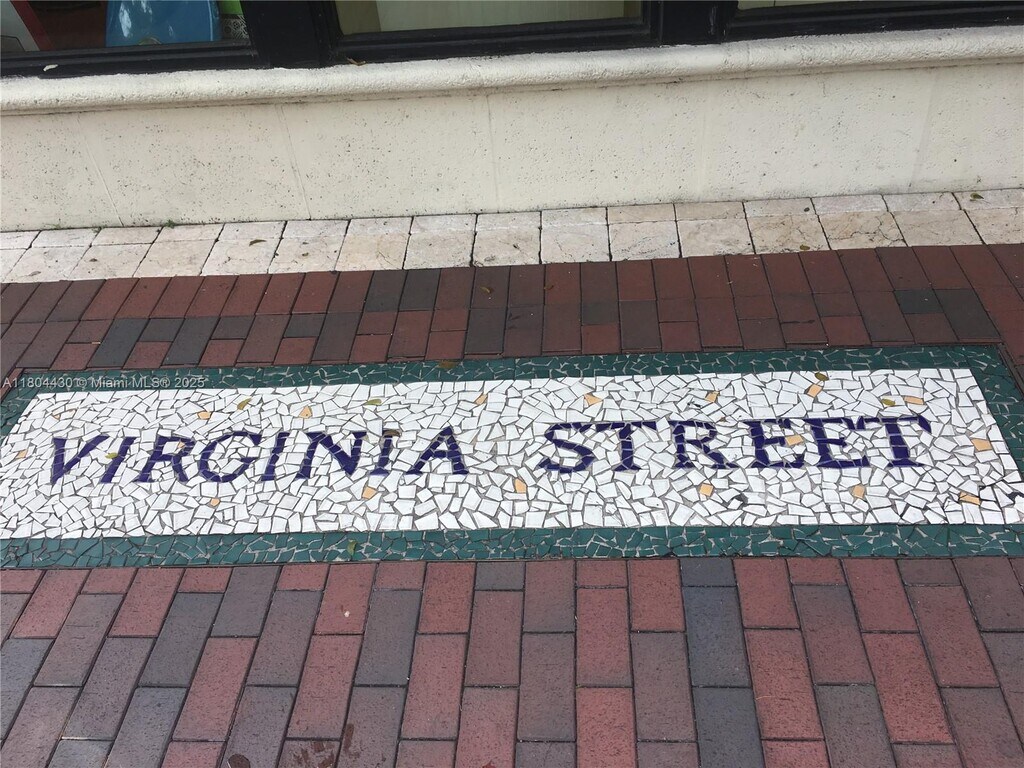 A11804430 © Miami MLS ® 2025
VIRGINIA STREET